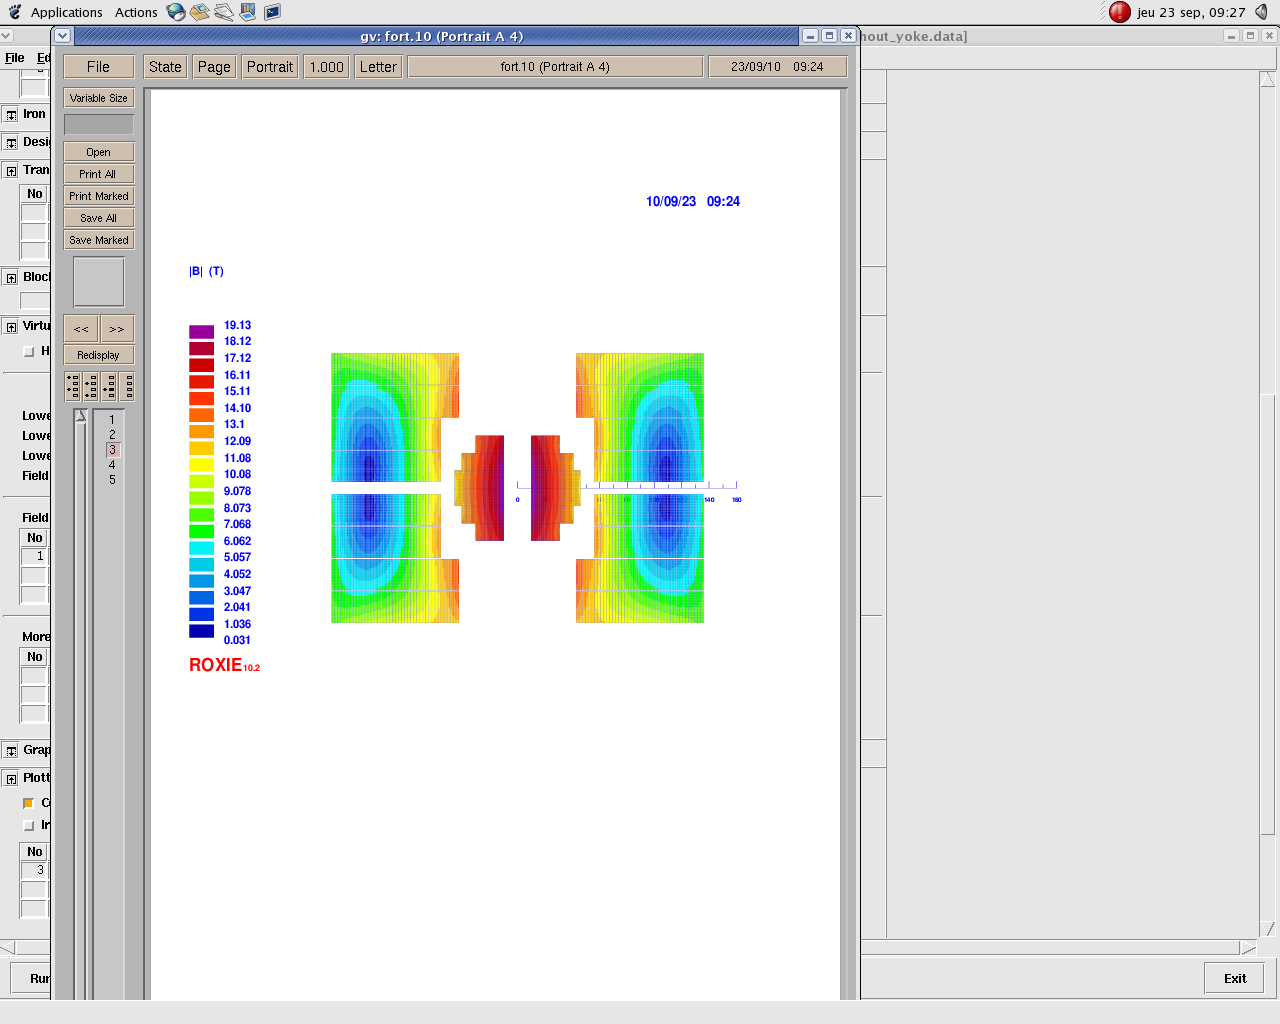 Applications Actions
jeu 23 sep, 09:27
gv: fort.10 (Portrait A 4)
hout_yoke.data]
File
File
State
Page
Portrait
1.000
Letter
fort.10 (Portrait A 4)
23/09/10 09:24
Variable Size
Open
Print All
Print Marked
Save All
Save Marked
<<
>>
Redisplay
1
2
3
4
5
Iron
Desi
Tran
No
Bloc
Virtu
H
Lowe
Lowe
Lowe
Field
Field
No
1
More
No
Grap
Plott
Ir
No
3
Run
Exit
10/09/23 09:24
|B| (T)
19.13
18.12
17.12
16.11
15.11
14.10
13.1
12.09
11.08
10.08
9.078
8.073
7.068
6.062
5.057
4.052
3.047
2.041
1.036
0.031
0
140
160
ROXIE10.2